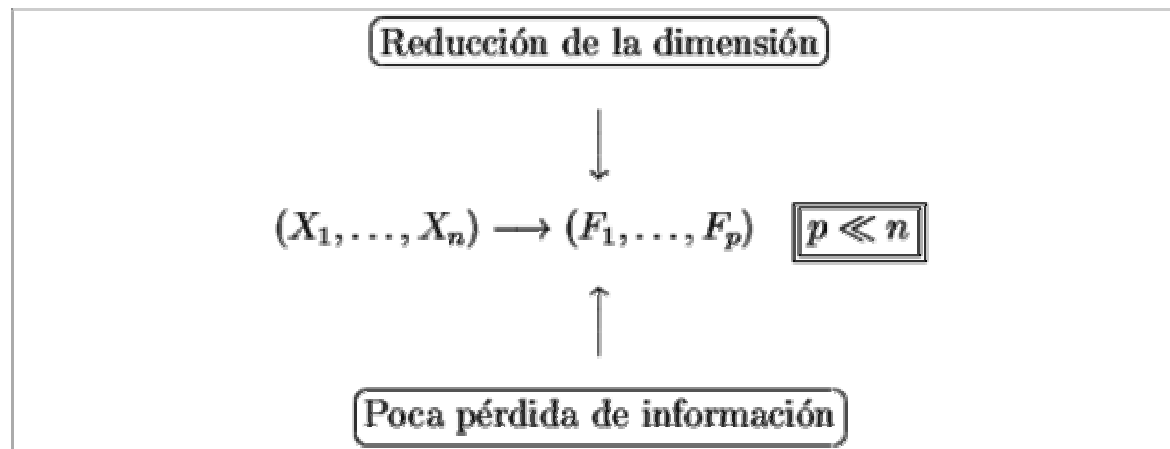 Reducción de la dimensión
(X₁, …, Xₙ) ⟶ (F₁, …, Fₚ) p ≪ n
Poca pérdida de información